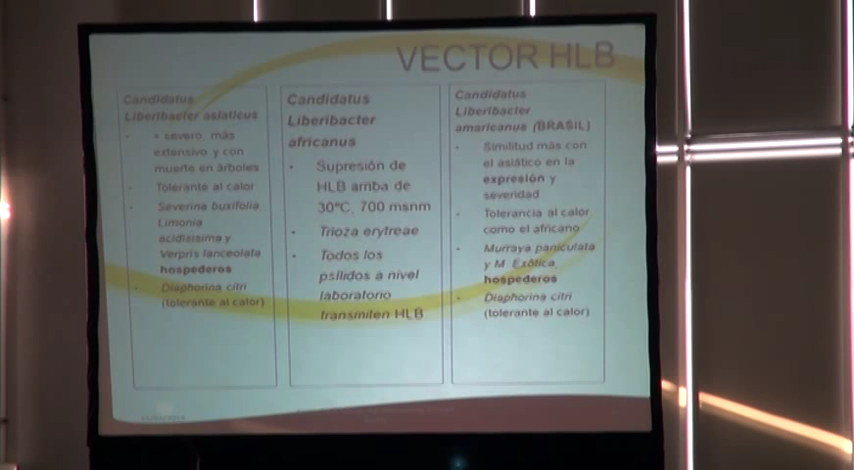 VECTOR HLB
Candidatus
Liberibacter asiaticus
- + severo, más
extensivo y con
muerte en árboles
- Tolerante al calor
- Severina buxifolia
Limonia
acidissima y
Verpris lanceolata
hospederos
- Diaphorina citri
(tolerante al calor)
Candidatus
Liberibacter
africanus
- Supresión de
HLB arriba de
30°C, 700 msnm
- Trioza erytreae
- Todos los
psílidos a nivel
laboratorio
transmiten HLB
Candidatus
Liberibacter
amaricanus (BRASIL)
- Similitud más con
el asiático en la
expresión y
severidad
- Tolerancia al calor
como el africano
- Murraya paniculata
y M. Exótica,
hospederos
- Diaphorina citri
(tolerante al calor)